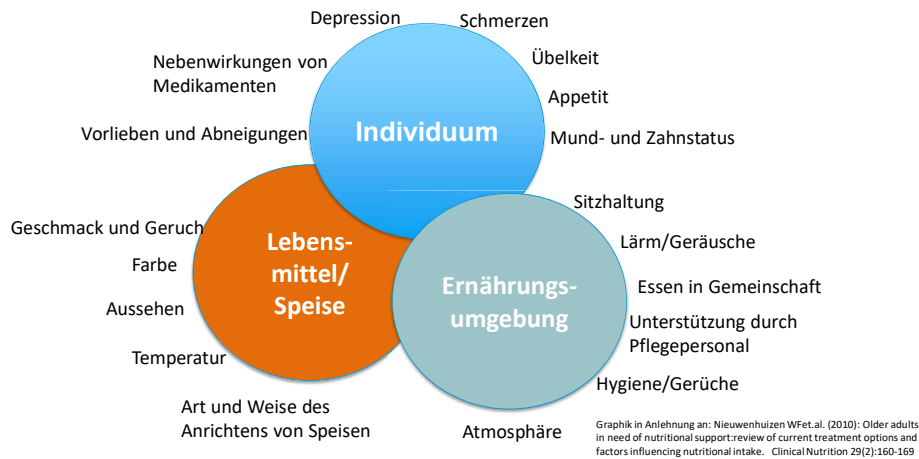 Depression
Schmerzen
Nebenwirkungen von
Medikamenten
Übelkeit
Appetit
Vorlieben und Abneigungen
Individuum
Mund- und Zahnstatus
Sitzhaltung
Geschmack und Geruch
Lebens-
mittel/
Speise
Lärm/Geräusche
Farbe
Ernährungs-
umgebung
Essen in Gemeinschaft
Aussehen
Unterstützung durch
Pflegepersonal
Temperatur
Hygiene/Gerüche
Art und Weise des
Anrichtens von Speisen
Atmosphäre
Graphik in Anlehnung an: Nieuwenhuizen WFet.al. (2010): Older adults
in need of nutritional support:review of current treatment options and
factors influencing nutritional intake. Clinical Nutrition 29(2):160-169